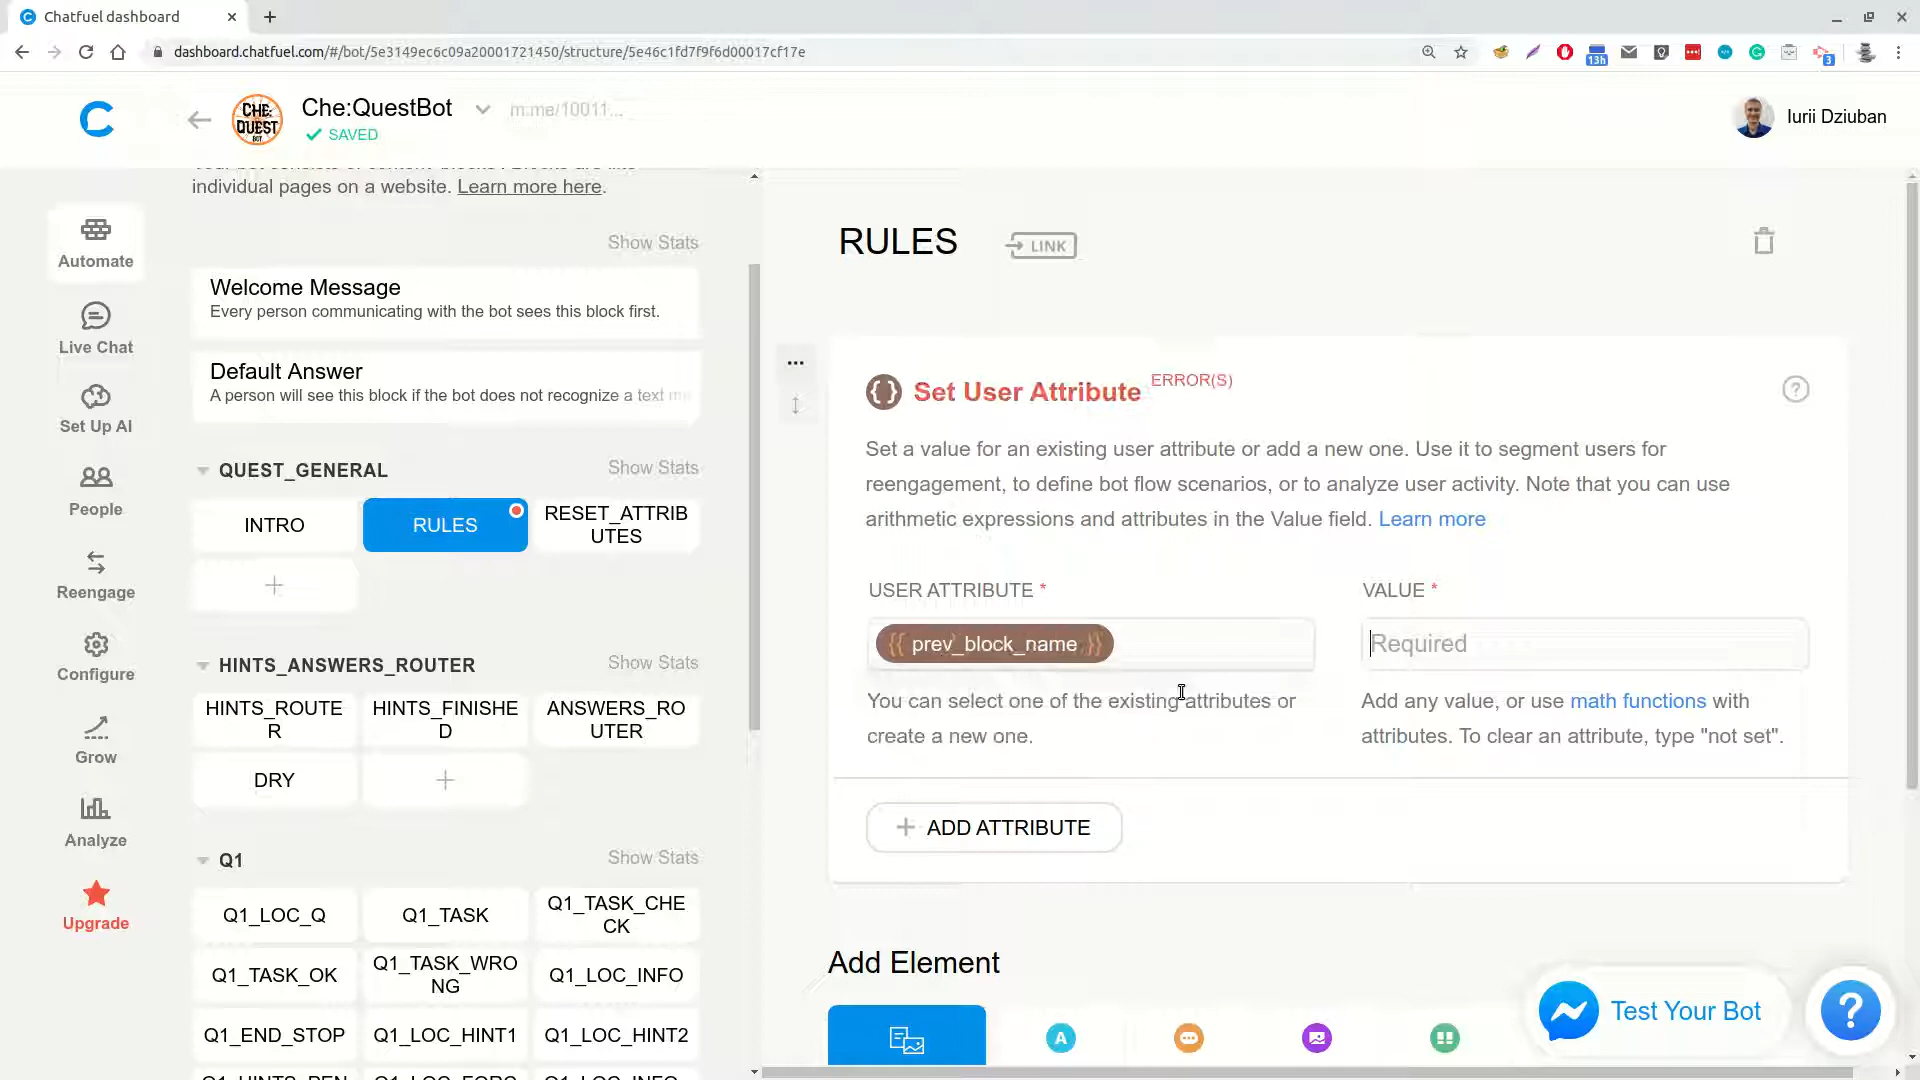 Chatfuel dashboard
dashboard.chatfuel.com/#/bot/5e3149ec6c09a20001721450/structure/5e46c1fd7f9f6d00017cf17e
13h
3
CHE:
QUEST
BOT
Che:QuestBot
m.me/10011...
SAVED
Iurii Dziuban
individual pages on a website. Learn more here.
Automate
Live Chat
Set Up AI
People
Reengage
Configure
Grow
Analyze
Upgrade
Show Stats
Welcome Message
Every person communicating with the bot sees this block first.
Default Answer
A person will see this block if the bot does not recognize a text me
QUEST_GENERAL
Show Stats
INTRO
RULES
RESET_ATTRIB
UTES
HINTS_ANSWERS_ROUTER
Show Stats
HINTS_ROUTE
R
HINTS_FINISHE
D
ANSWERS_RO
UTER
DRY
Q1
Show Stats
Q1_LOC_Q
Q1_TASK
Q1_TASK_CHE
CK
Q1_TASK_OK
Q1_TASK_WRO
NG
Q1_LOC_INFO
Q1_END_STOP
Q1_LOC_HINT1
Q1_LOC_HINT2
RULES
LINK
Set User Attribute
ERROR(S)
Set a value for an existing user attribute or add a new one. Use it to segment users for
reengagement, to define bot flow scenarios, or to analyze user activity. Note that you can use
arithmetic expressions and attributes in the Value field. Learn more
USER ATTRIBUTE *
VALUE *
{{ prev_block_name }}
Required
You can select one of the existing attributes or
create a new one.
Add any value, or use math functions with
attributes. To clear an attribute, type "not set".
+ ADD ATTRIBUTE
Add Element
A
Test Your Bot
?